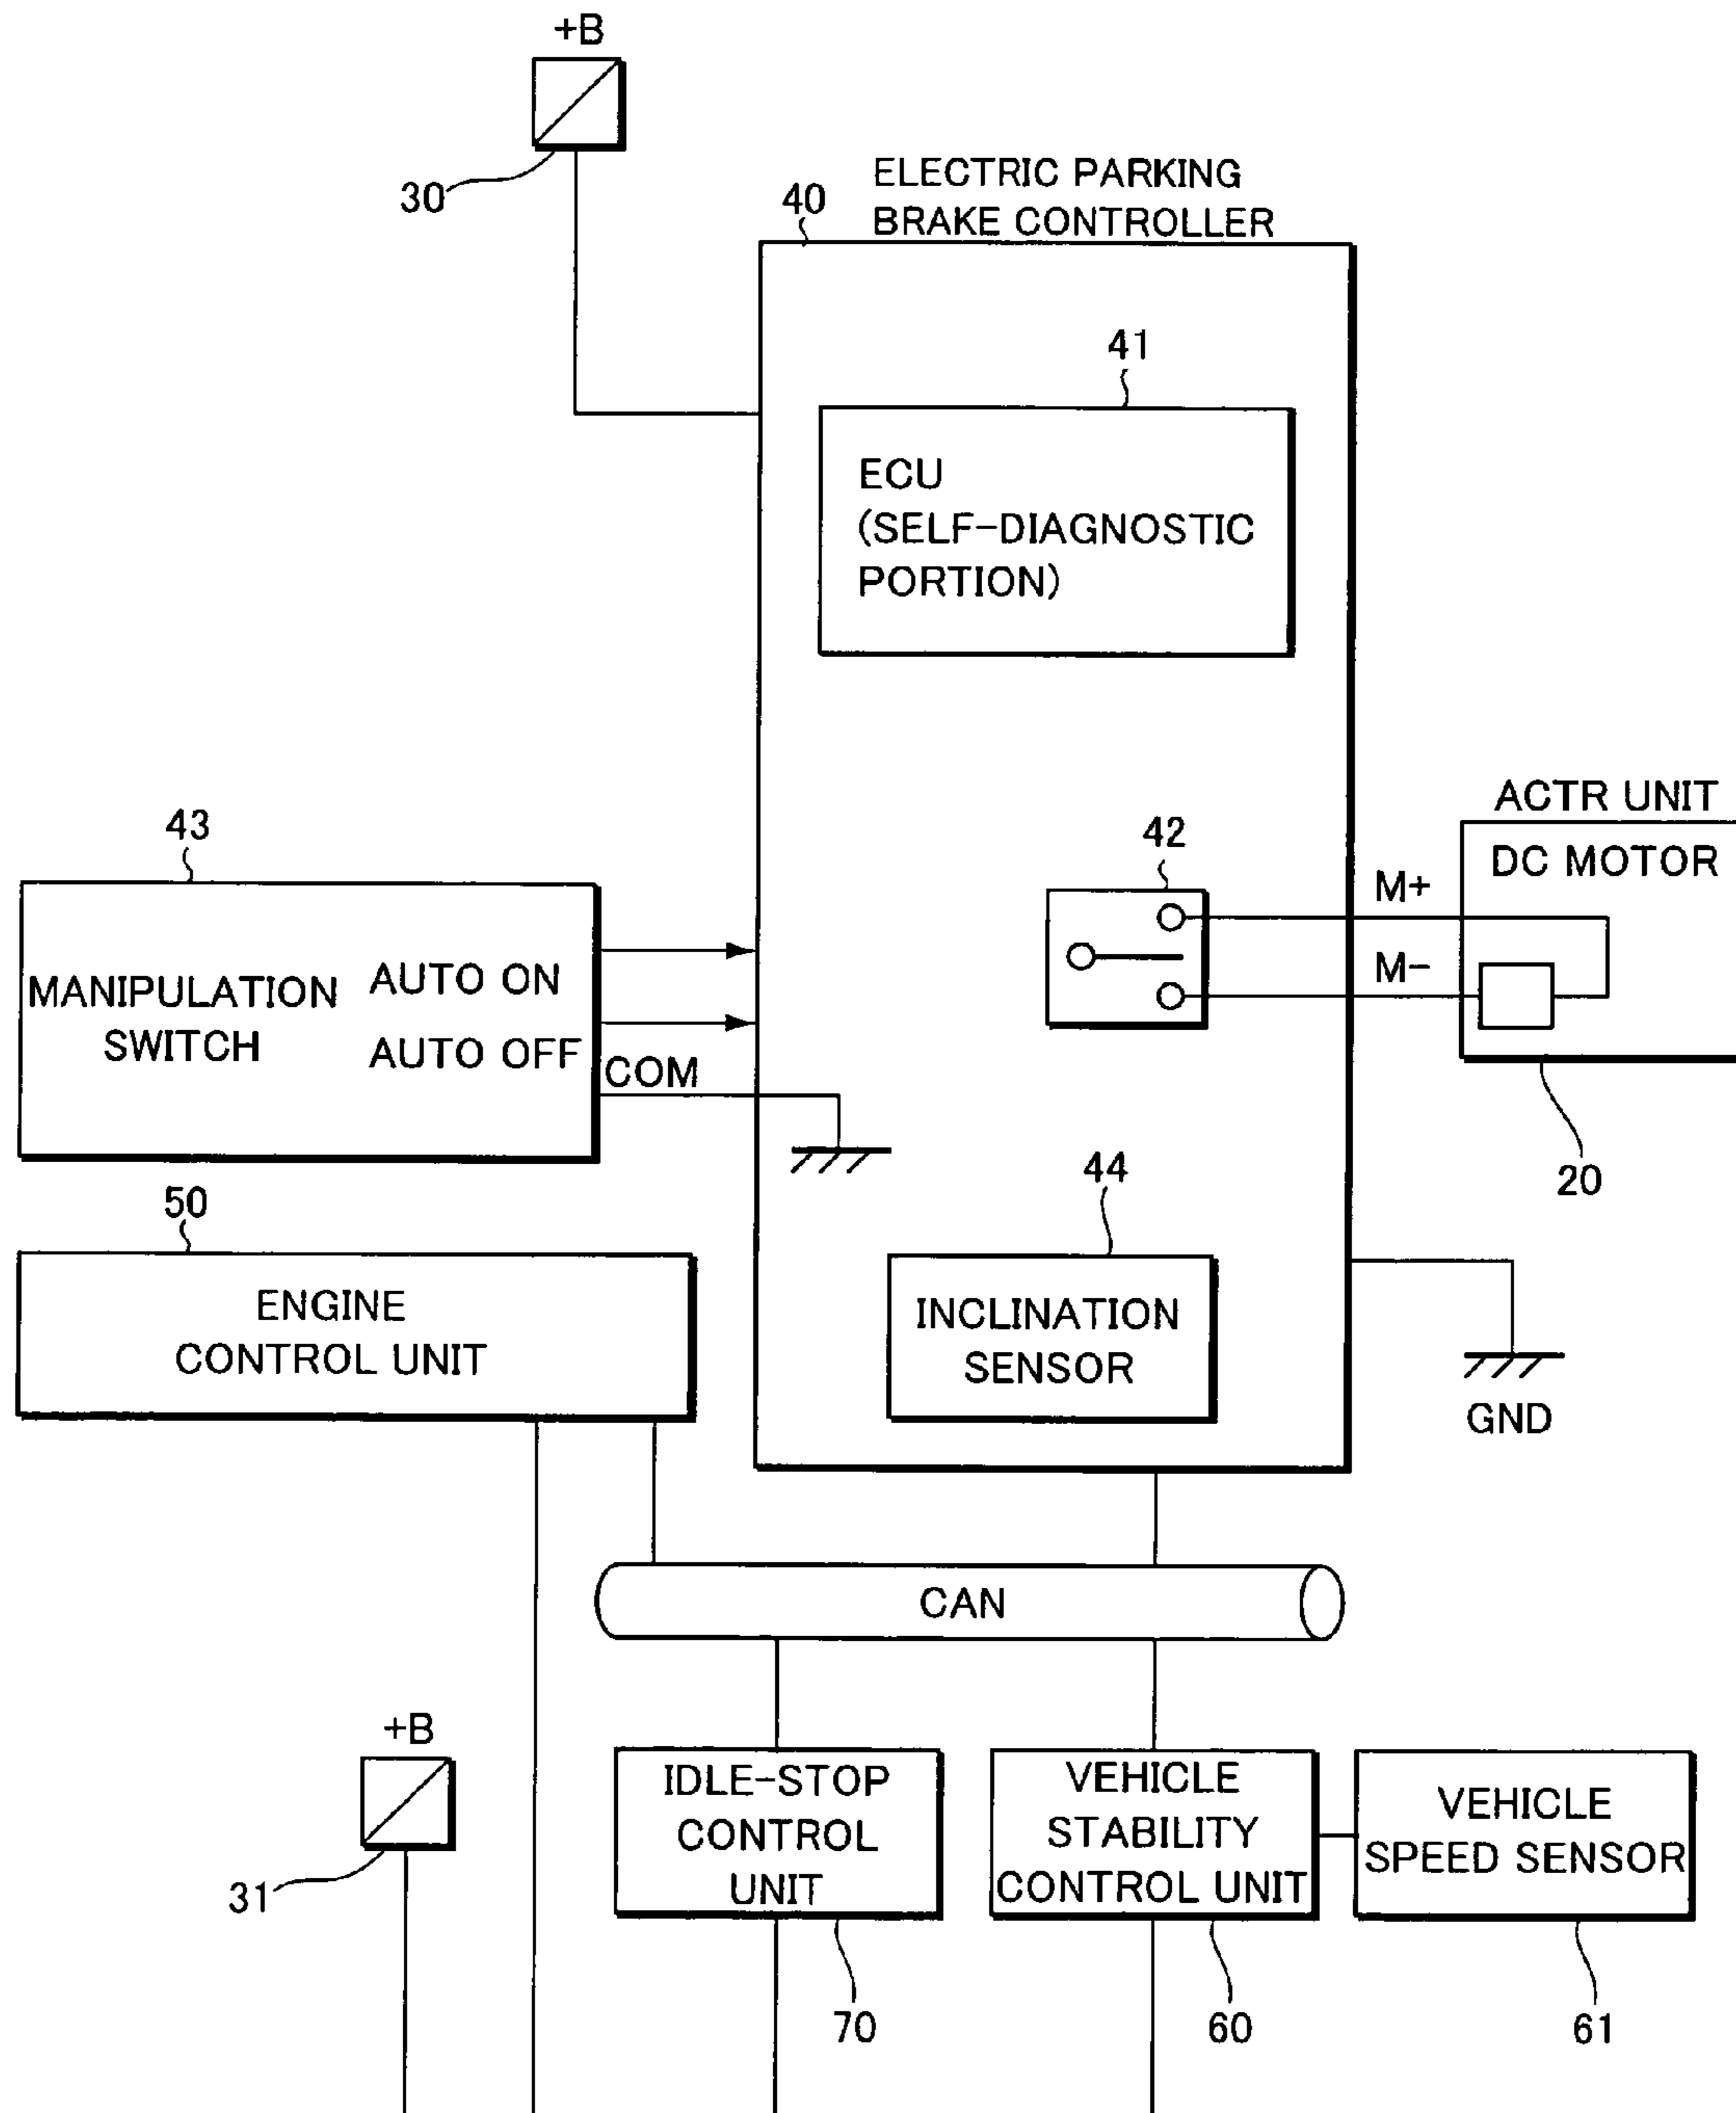 +B
30
ELECTRIC PARKING
BRAKE CONTROLLER
40
41
ECU
(SELF-DIAGNOSTIC
PORTION)
43
MANIPULATION
SWITCH
AUTO ON
AUTO OFF
COM
42
M+
M-
ACTR UNIT
DC MOTOR
20
50
ENGINE
CONTROL UNIT
44
INCLINATION
SENSOR
GND
CAN
+B
31
IDLE-STOP
CONTROL
UNIT
70
VEHICLE
STABILITY
CONTROL UNIT
60
VEHICLE
SPEED SENSOR
61